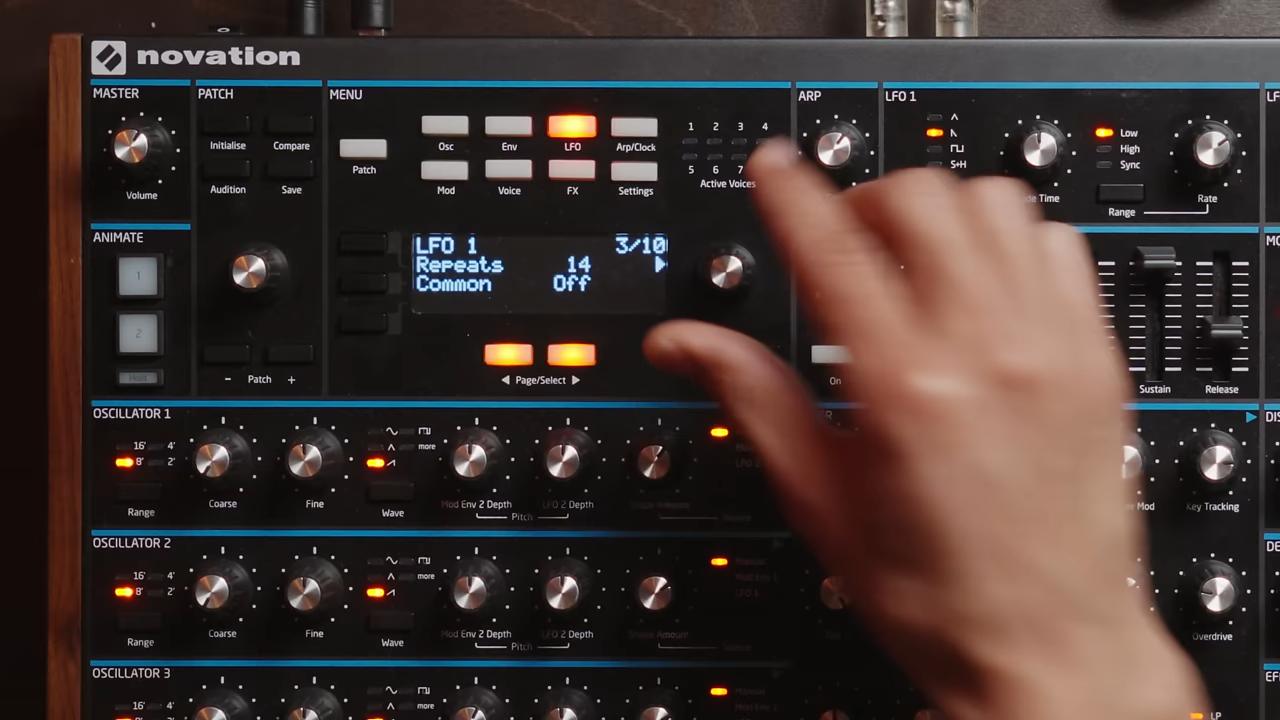 novation
MASTER
PATCH
MENU
ARP
LFO 1
Volume
Initialise
Compare
Audition
Save
Patch
Osc
Env
LFO
Arp/Clock
Mod
Voice
FX
Settings
1 2 3 4
5 6 7
Active Voices
S+H
Low
High
Sync
Range
Rate
ANIMATE
1
2
Hold
- Patch +
LFO 1 3/10
Repeats 14
Common Off
Page/Select
On
Sustain
Release
OSCILLATOR 1
16' 4'
8' 2'
Range
Coarse
Fine
more
Wave
Mod Env 2 Depth
LFO 2 Depth
Pitch
Key Tracking
OSCILLATOR 2
16' 4'
8' 2'
Range
Coarse
Fine
more
Wave
Mod Env 2 Depth
LFO 2 Depth
Pitch
Overdrive
OSCILLATOR 3
16' 4'
8' 2'
more
LP